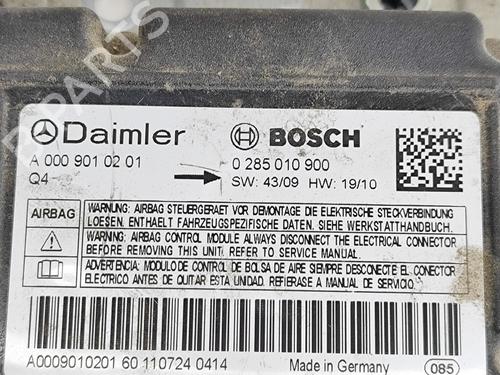 Daimler BOSCH
A 000 901 02 01 0 285 010 900
Q4 SW: 43/09 HW: 19/10
AIRBAG
WARNUNG: AIRBAG STEUERGERAET VOR DEMONTAGE DIE ELEKTRISCHE STECKVERBINDUNG
LOESEN. ENTHAELT FAHRZEUGSPEZIFISCHE DATEN. SIEHE WERKSTATTHANDBUCH.
WARNING: AIRBAG CONTROL MODULE ALWAYS DISCONNECT THE ELECTRICAL CONNECTOR
BEFORE REMOVING THIS UNIT. REFER TO SERVICE MANUAL.
ADVERTENCIA: MODULO DE CONTROL DE BOLSA DE AIRE SIEMPRE DESCONECTE EL CONECTOR
ELECTRICO ANTES DE QUITAR ESTA UNIDAD. REFIERASE A MANUAL DE SERVICIO.
A0009010201 60 110724 0414 Made in Germany 085
PARTS